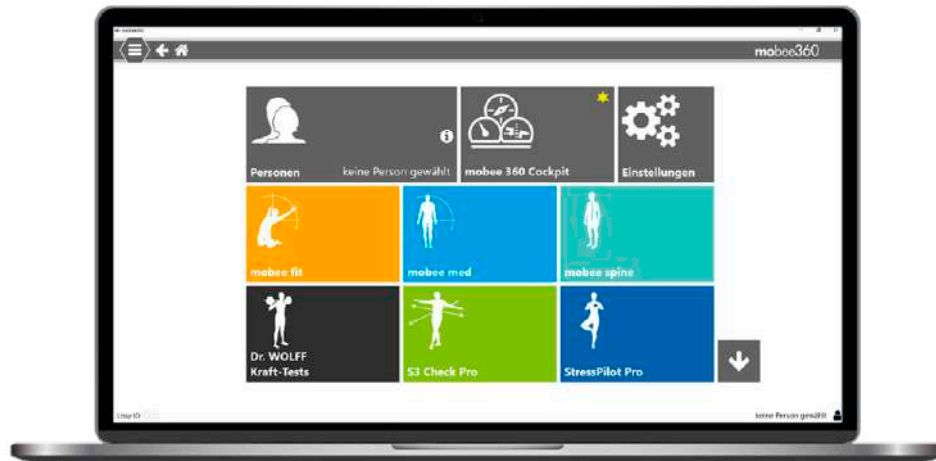 mobee360
Personen
keine Person gewählt
mobee 360 Cockpit
Einstellungen
mobee fit
mobee med
mobee spine
Dr. WOLFF
Kraft-Tests
S3 Check Pro
StressPilot Pro
keine Person gewählt